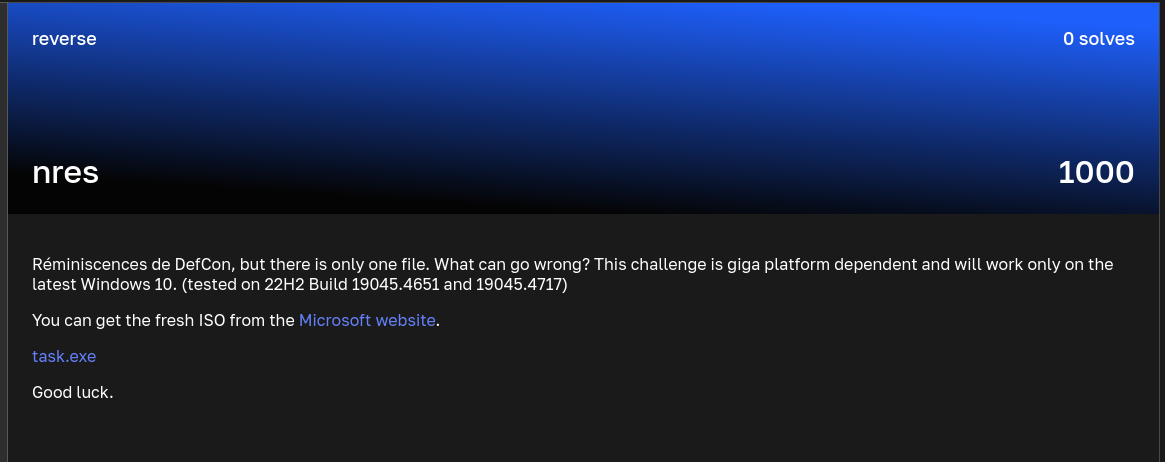 reverse
0 solves
nres
1000
Réminiscences de DefCon, but there is only one file. What can go wrong? This challenge is giga platform dependent and will work only on the
latest Windows 10. (tested on 22H2 Build 19045.4651 and 19045.4717)
You can get the fresh ISO from the Microsoft website.
task.exe
Good luck.